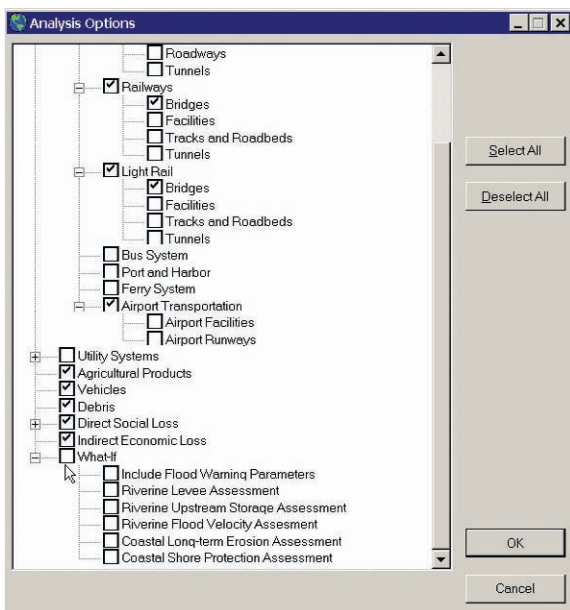 Analysis Options
Roadways
Tunnels
Railways
Bridges
Facilities
Tracks and Roadbeds
Tunnels
Light Rail
Bridges
Facilities
Tracks and Roadbeds
Tunnels
Bus System
Port and Harbor
Ferry System
Airport Transportation
Airport Facilities
Airport Runways
Utility Systems
Agricultural Products
Vehicles
Debris
Direct Social Loss
Indirect Economic Loss
What-If
Include Flood Warning Parameters
Riverine Levee Assessment
Riverine Upstream Storage Assessment
Riverine Flood Velocity Assesment
Coastal Long-term Erosion Assessment
Coastal Shore Protection Assessment
Select All
Deselect All
OK
Cancel